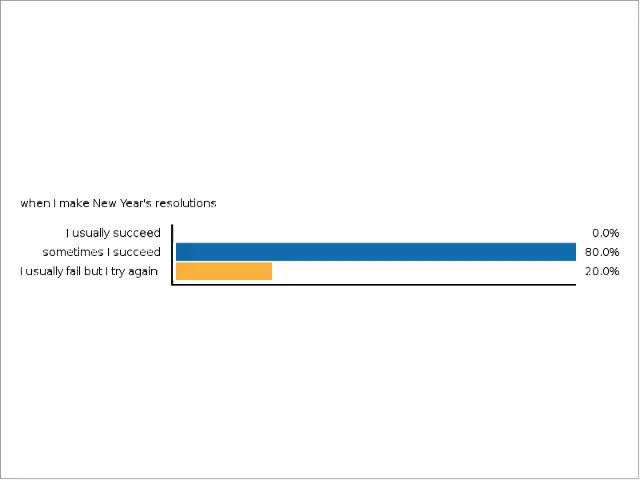 when I make New Year's resolutions
I usually succeed 0.0%
sometimes I succeed 80.0%
I usually fail but I try again 20.0%